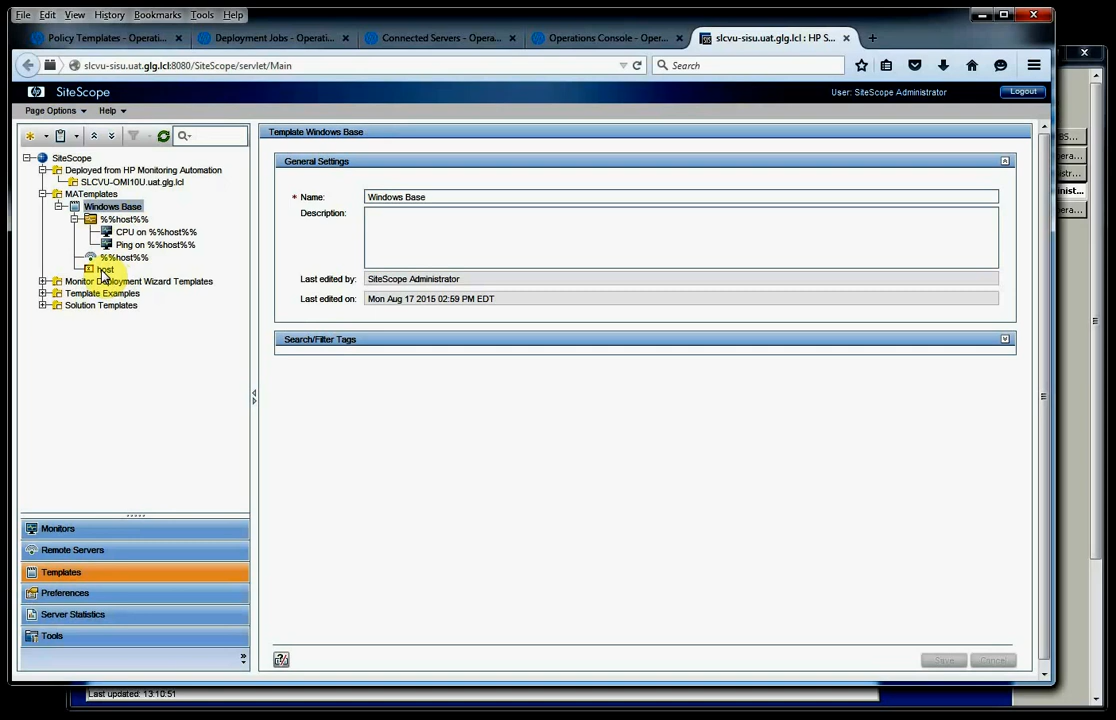 File Edit View History Bookmarks Tools Help
Policy Templates - Operati... Deployment Jobs - Operati... Connected Servers - Opera... Operations Console - Oper... slcvu-sisu.uat.glg.lcl : HP S...
slcvu-sisu.uat.glg.lcl:8080/SiteScope/servlet/Main Search
SiteScope User: SiteScope Administrator Logout
Page Options Help
SiteScope
Deployed from HP Monitoring Automation
SLCVU-OMI10U.uat.glg.lcl
MATemplates
Windows Base
%%host%%
CPU on %%host%%
Ping on %%host%%
%%host%%
host
Monitor Deployment Wizard Templates
Template Examples
Solution Templates
Monitors
Remote Servers
Templates
Preferences
Server Statistics
Tools
Template Windows Base
General Settings
* Name: Windows Base
Description:
Last edited by: SiteScope Administrator
Last edited on: Mon Aug 17 2015 02:59 PM EDT
Search/Filter Tags
Save Cancel
Last updated: 13:10:51